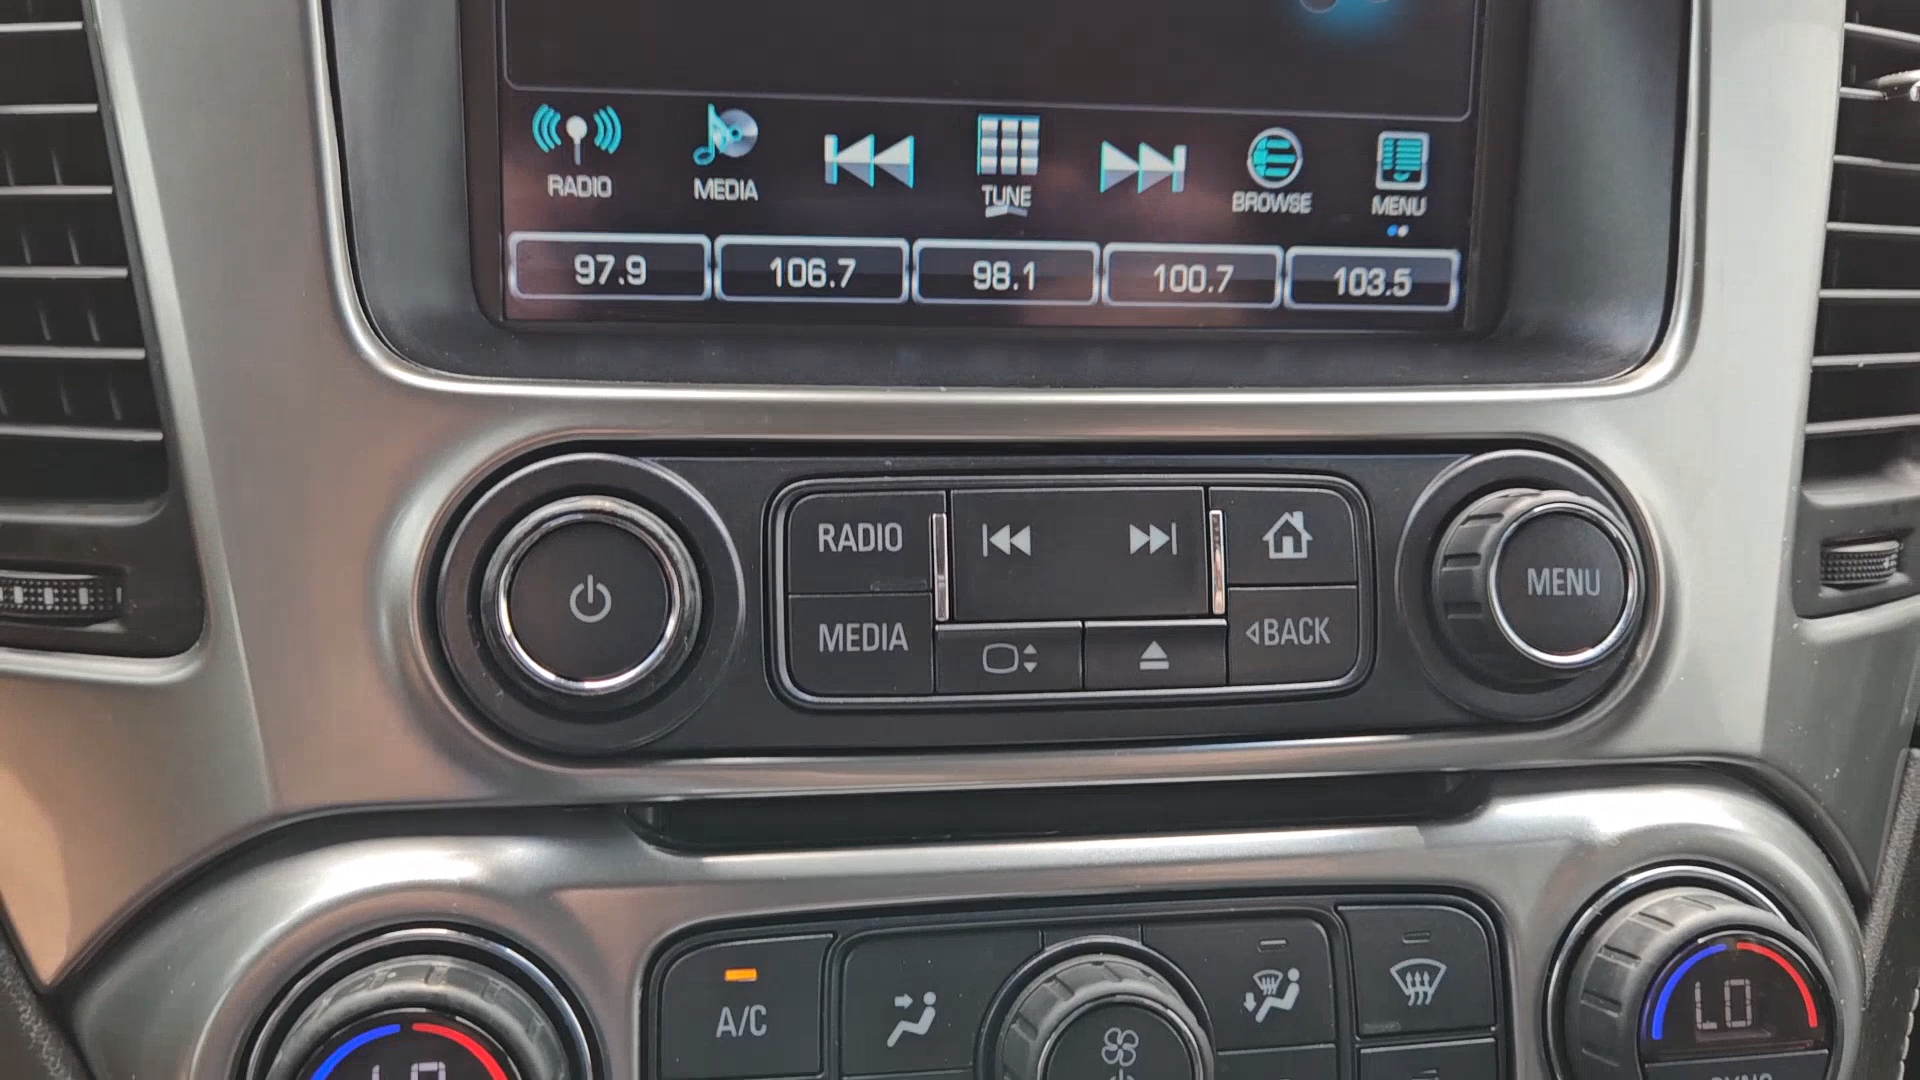 RADIO
MEDIA
TUNE
BROWSE
MENU
97.9
106.7
98.1
100.7
103.5
RADIO
MEDIA
◁BACK
MENU
A/C
LO
LO